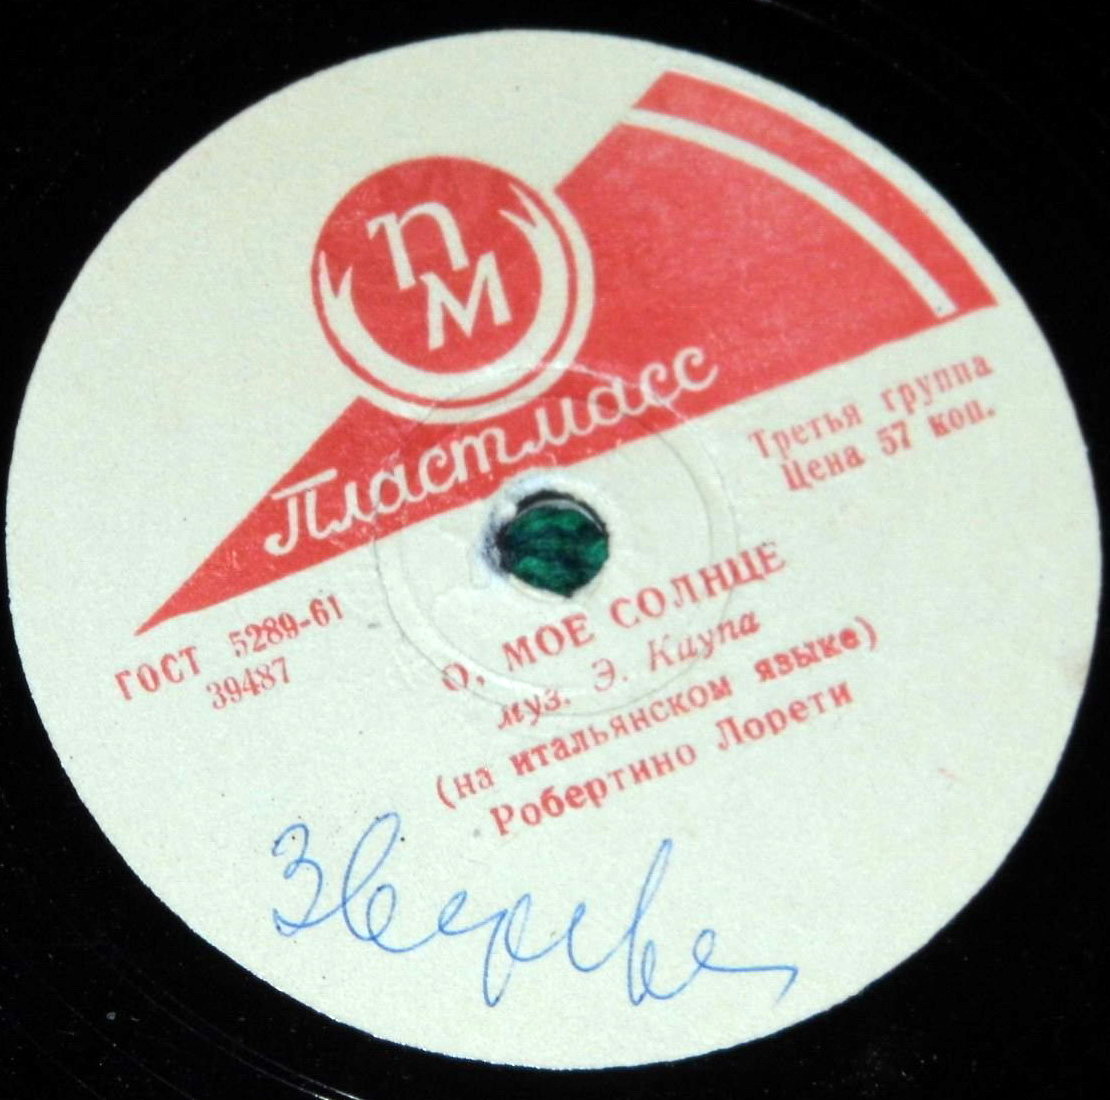 ПМ
Пластмасс
Третья группа
Цена 57 коп.
ГОСТ 5289-61
39487
О, МОЕ СОЛНЦЕ
муз. Э. Каупа
(на итальянском языке)
Робертино Лорети